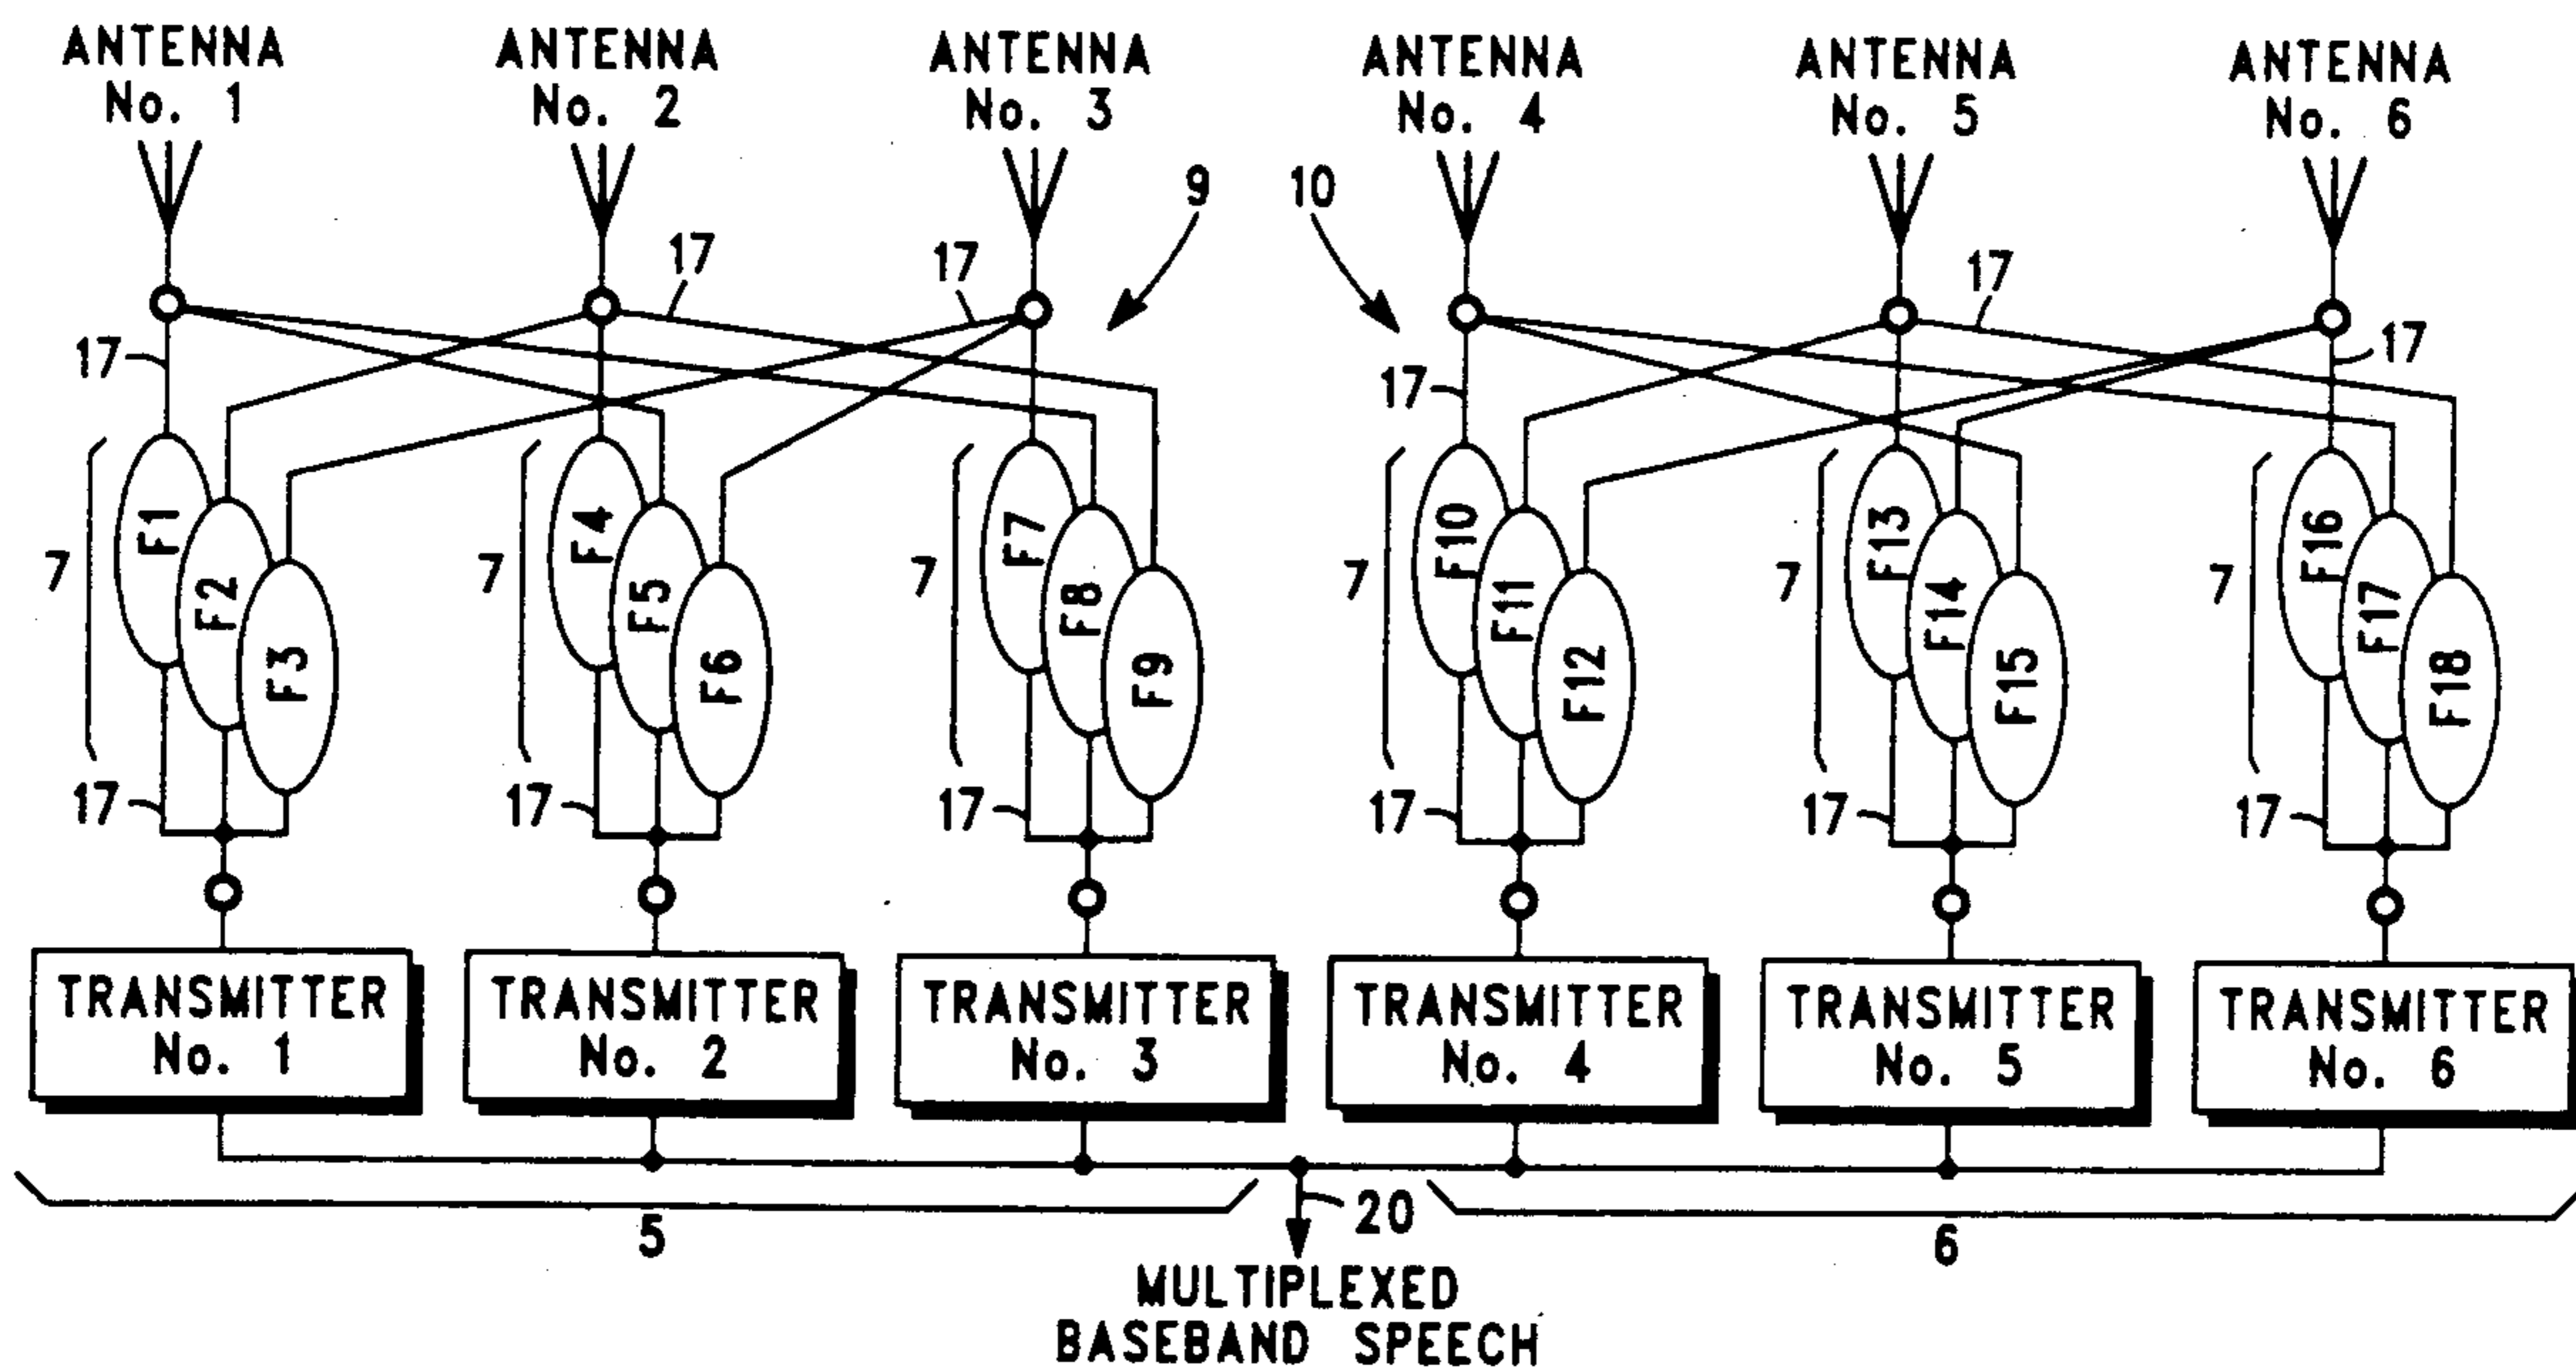 ANTENNA
No. 1
ANTENNA
No. 2
ANTENNA
No. 3
ANTENNA
No. 4
ANTENNA
No. 5
ANTENNA
No. 6
9
10
17
17
17
17
17
17
7
F1
F2
F3
7
F4
F5
F6
7
F7
F8
F9
7
F10
F11
F12
7
F13
F14
F15
7
F16
F17
F18
17
17
17
17
17
17
TRANSMITTER
No. 1
TRANSMITTER
No. 2
TRANSMITTER
No. 3
TRANSMITTER
No. 4
TRANSMITTER
No. 5
TRANSMITTER
No. 6
5
20
6
MULTIPLEXED
BASEBAND SPEECH